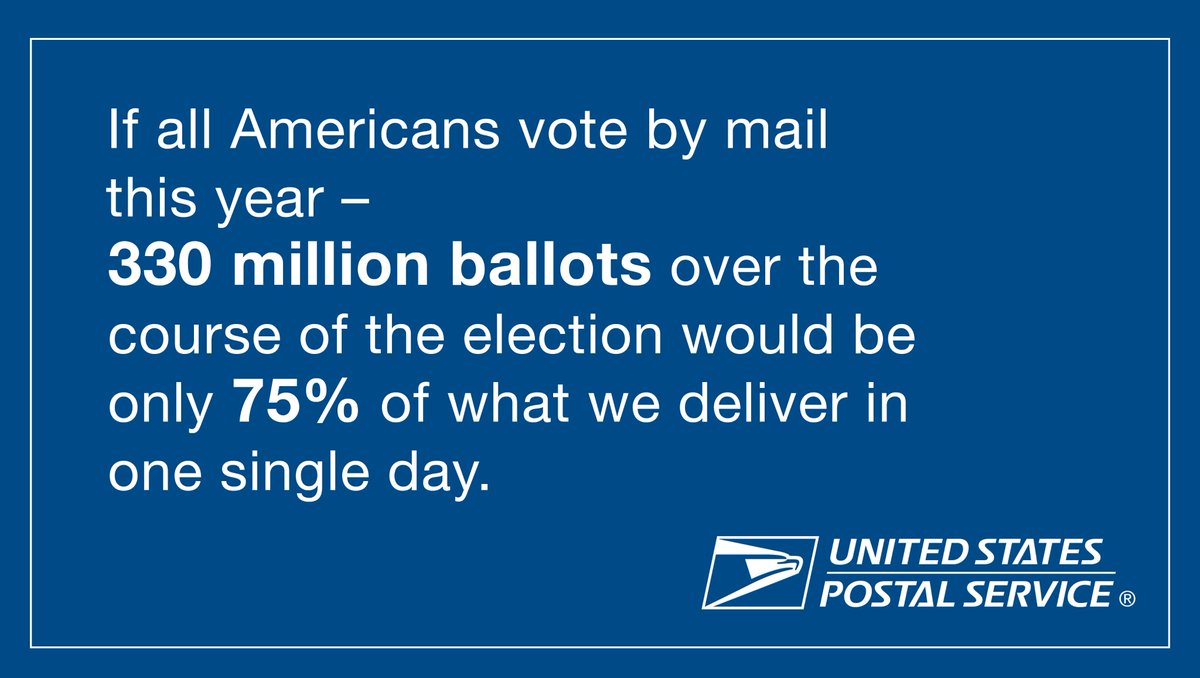 If all Americans vote by mail
this year –
330 million ballots over the
course of the election would be
only 75% of what we deliver in
one single day.
UNITED STATES
POSTAL SERVICE ®